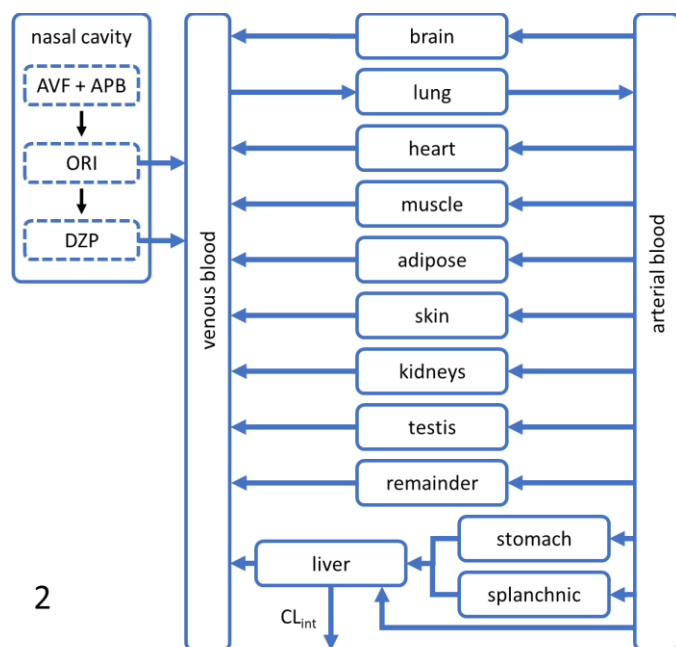 nasal cavity
AVF + APB
ORI
DZP
venous blood
brain
lung
heart
muscle
adipose
skin
kidneys
testis
remainder
stomach
liver
splanchnic
CLint
arterial blood
2